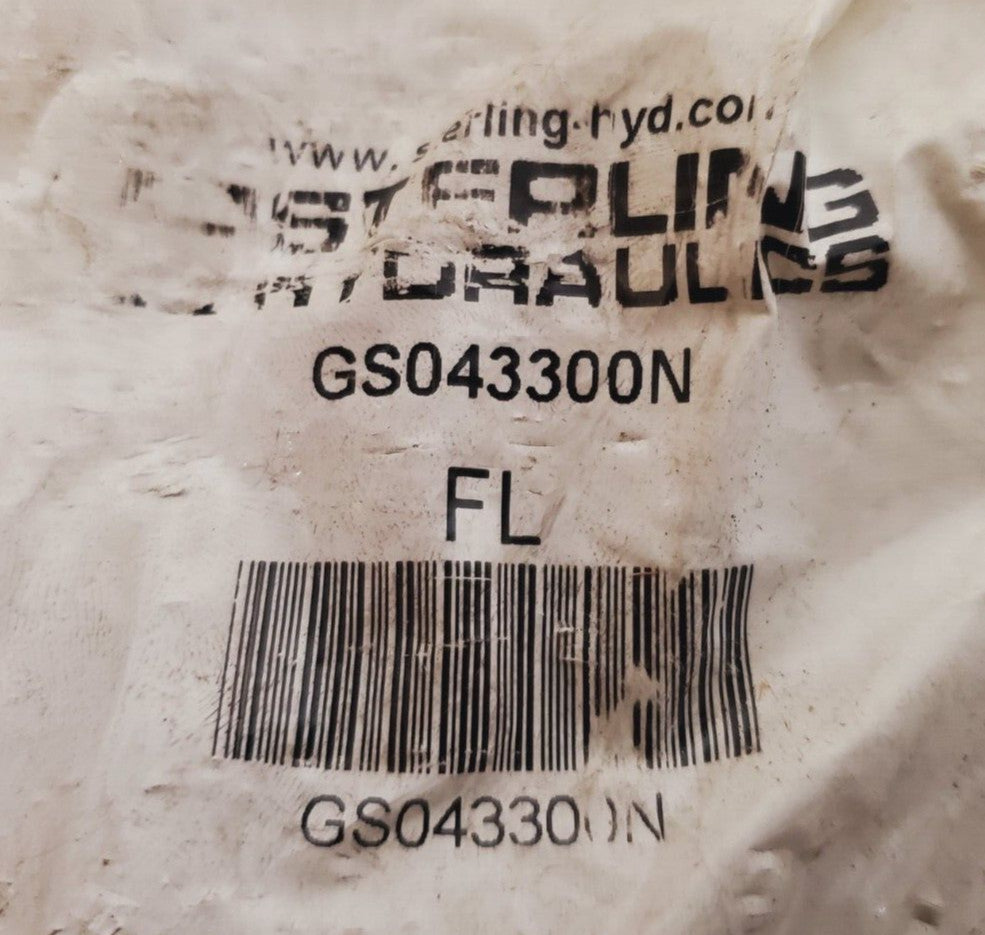 www.sterling-hyd.com
STERLING
HYDRAULICS
GS043300N
FL
GS043300N